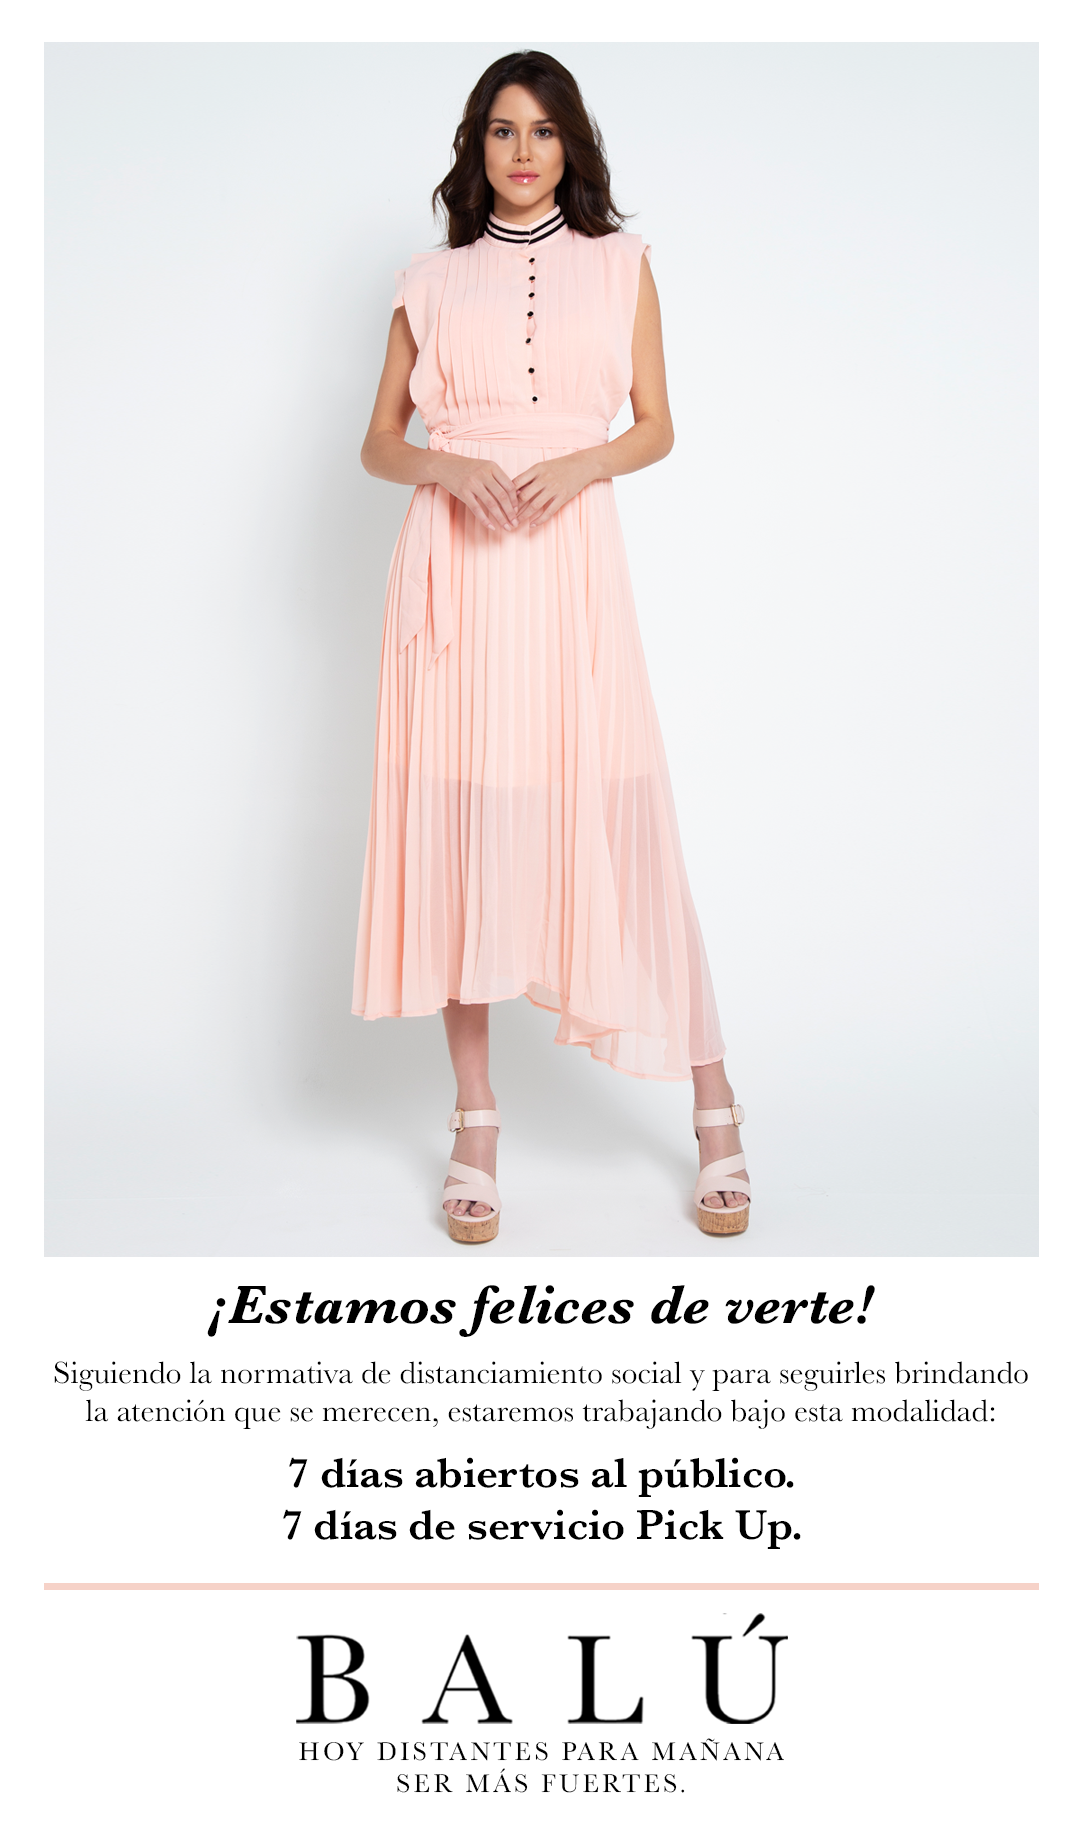 ¡Estamos felices de verte!
Siguiendo la normativa de distanciamiento social y para seguirles brindando
la atención que se merecen, estaremos trabajando bajo esta modalidad:
7 días abiertos al público.
7 días de servicio Pick Up.
BALÚ
HOY DISTANTES PARA MAÑANA
SER MÁS FUERTES.